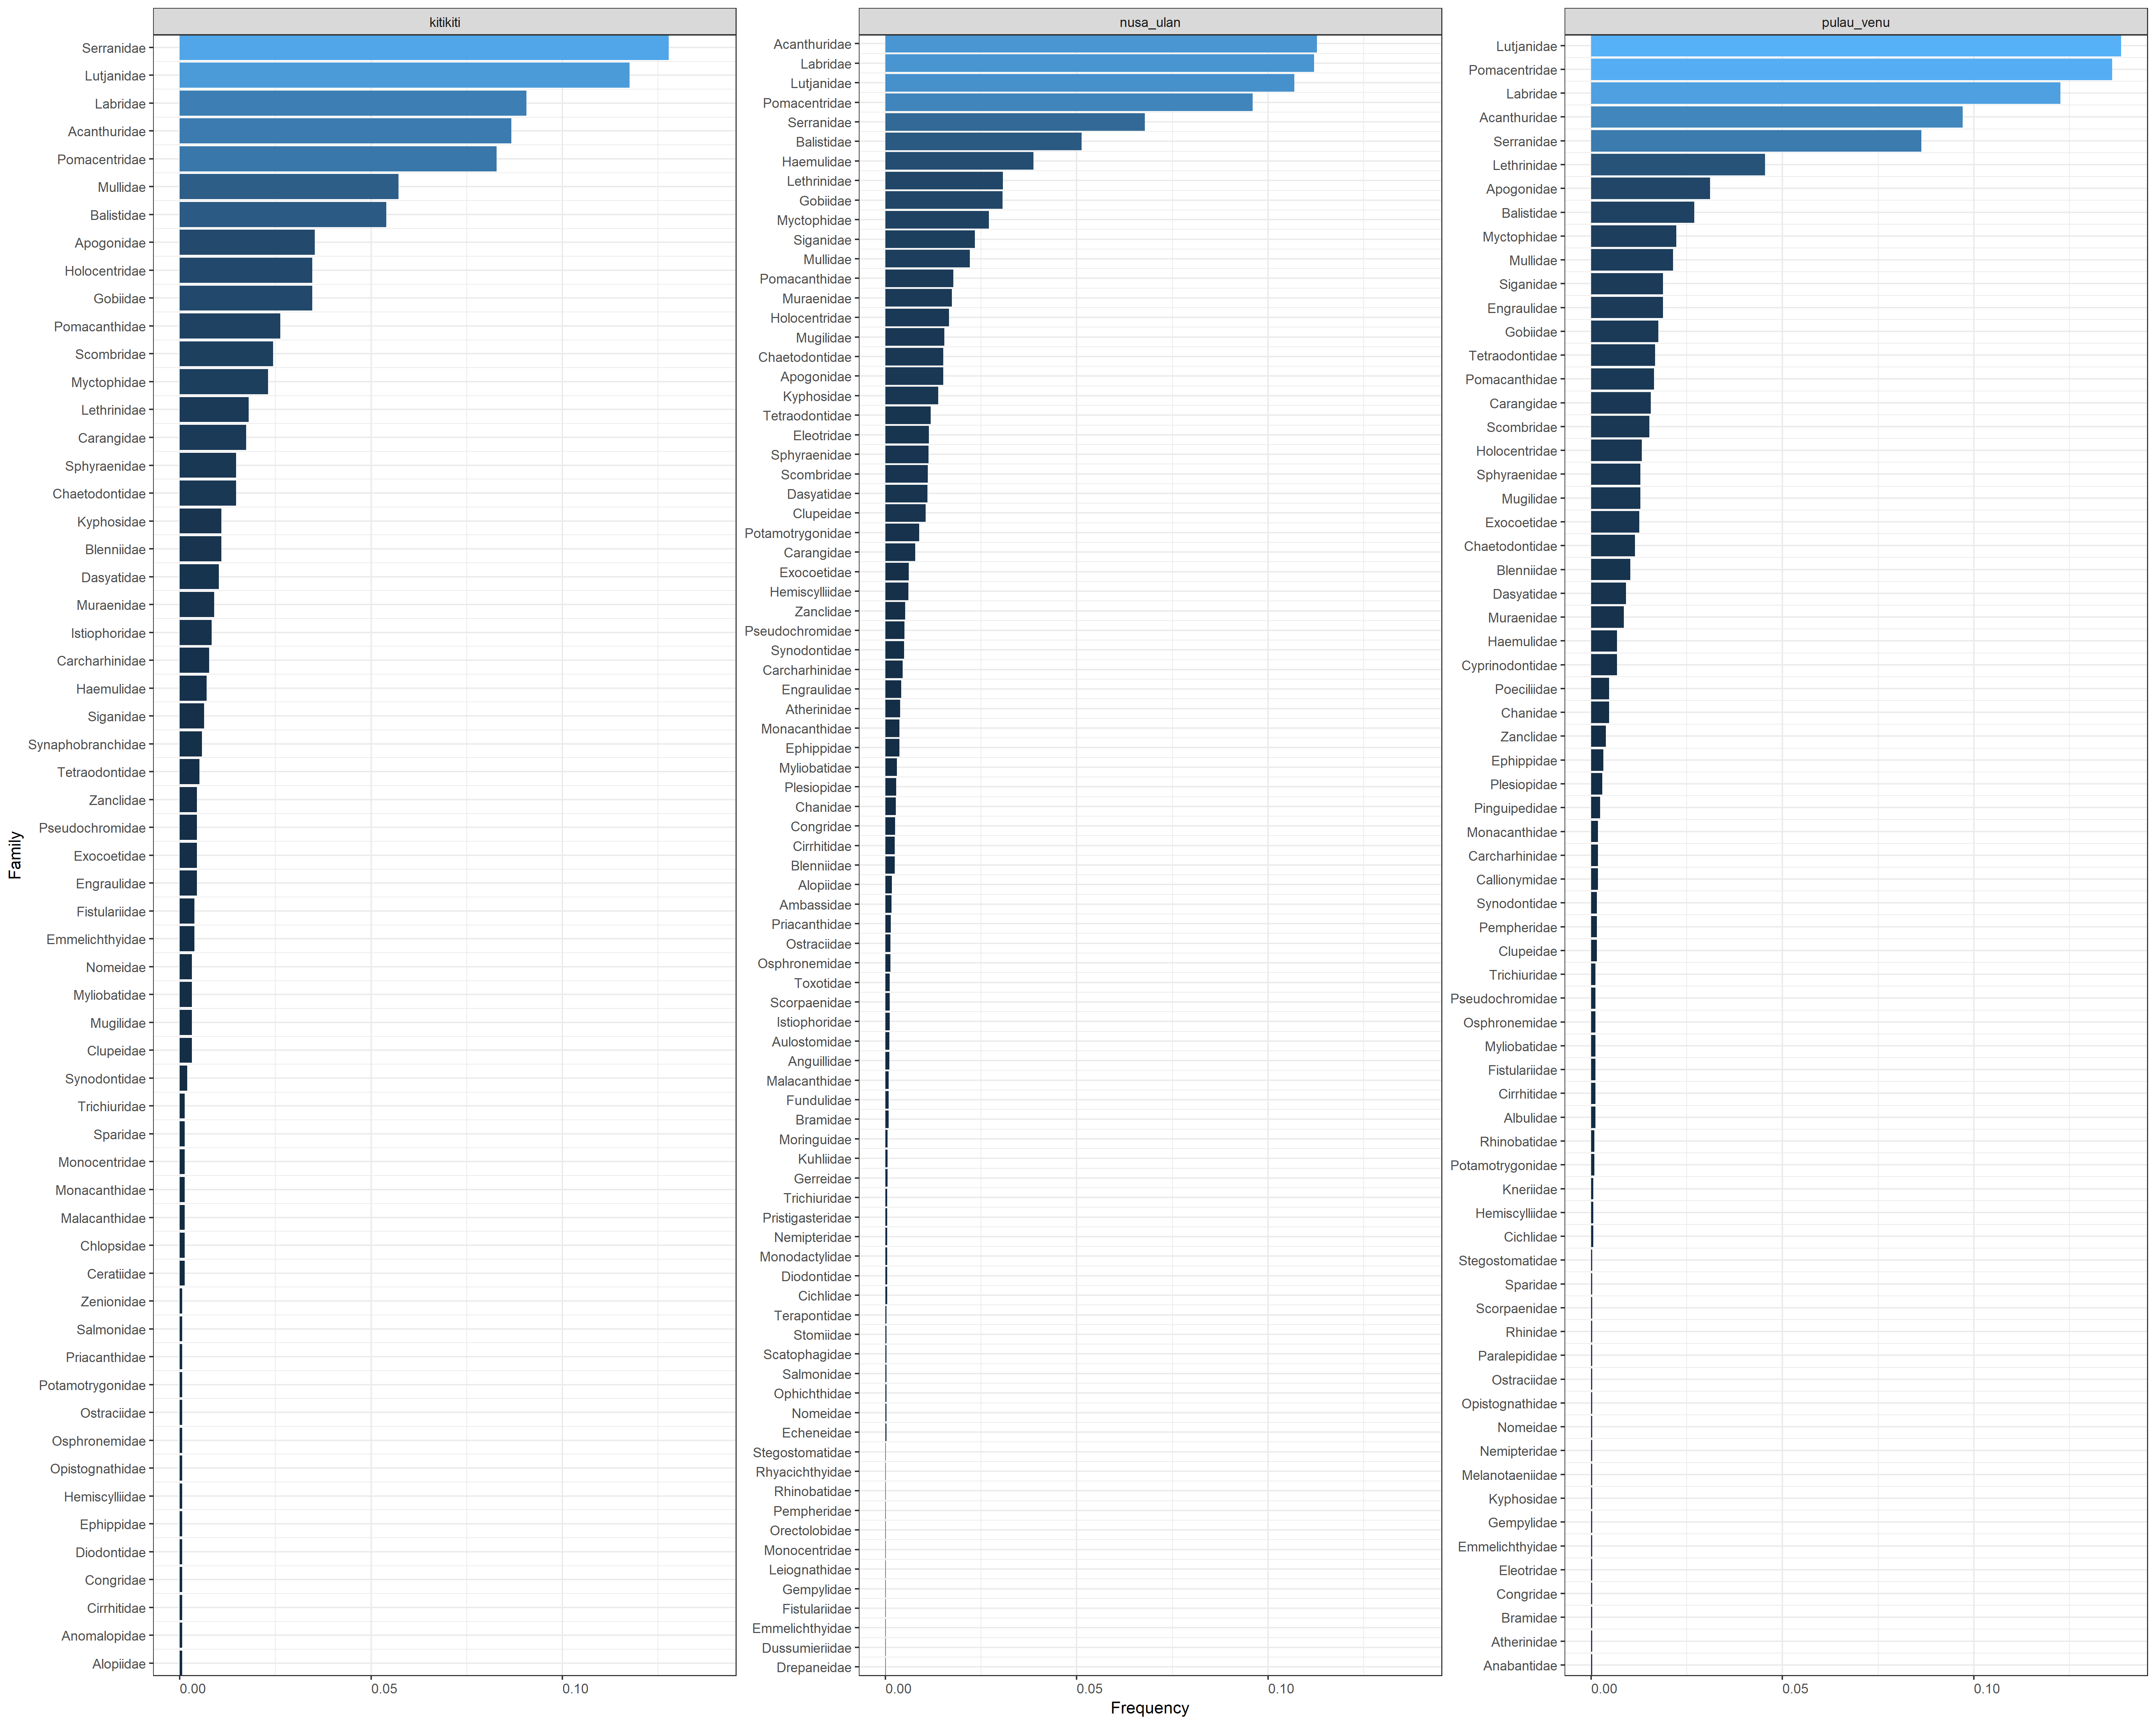 kitikiti
Serranidae
Lutjanidae
Labridae
Acanthuridae
Pomacentridae
Mullidae
Balistidae
Apogonidae
Holocentridae
Gobiidae
Pomacanthidae
Scombridae
Myctophidae
Lethrinidae
Carangidae
Sphyraenidae
Chaetodontidae
Kyphosidae
Blenniidae
Dasyatidae
Muraenidae
Istiophoridae
Carcharhinidae
Haemulidae
Siganidae
Synaphobranchidae
Tetraodontidae
Zanclidae
Pseudochromidae
Exocoetidae
Engraulidae
Fistulariidae
Emmelichthyidae
Nomeidae
Myliobatidae
Mugilidae
Clupeidae
Synodontidae
Trichiuridae
Sparidae
Monocentridae
Monacanthidae
Malacanthidae
Chlopsidae
Ceratiidae
Zenionidae
Salmonidae
Priacanthidae
Potamotrygonidae
Ostraciidae
Osphronemidae
Opistognathidae
Hemiscylliidae
Ephippidae
Diodontidae
Congridae
Cirrhitidae
Anomalopidae
Alopiidae
0.00 0.05 0.10
nusa_ulan
Acanthuridae
Labridae
Lutjanidae
Pomacentridae
Serranidae
Balistidae
Haemulidae
Lethrinidae
Gobiidae
Myctophidae
Siganidae
Mullidae
Pomacanthidae
Muraenidae
Holocentridae
Mugilidae
Chaetodontidae
Apogonidae
Kyphosidae
Tetraodontidae
Eleotridae
Sphyraenidae
Scombridae
Dasyatidae
Clupeidae
Potamotrygonidae
Carangidae
Exocoetidae
Hemiscylliidae
Zanclidae
Pseudochromidae
Synodontidae
Carcharhinidae
Engraulidae
Atherinidae
Monacanthidae
Ephippidae
Myliobatidae
Plesiopidae
Chanidae
Congridae
Cirrhitidae
Blenniidae
Alopiidae
Ambassidae
Priacanthidae
Ostraciidae
Osphronemidae
Toxotidae
Scorpaenidae
Istiophoridae
Aulostomidae
Anguillidae
Malacanthidae
Fundulidae
Bramidae
Moringuidae
Kuhliidae
Gerreidae
Trichiuridae
Pristigasteridae
Nemipteridae
Monodactylidae
Diodontidae
Cichlidae
Terapontidae
Stomiidae
Scatophagidae
Salmonidae
Ophichthidae
Nomeidae
Echeneidae
Stegostomatidae
Rhyacichthyidae
Rhinobatidae
Pempheridae
Orectolobidae
Monocentridae
Leiognathidae
Gempylidae
Fistulariidae
Emmelichthyidae
Dussumieriidae
Drepaneidae
0.00 0.05 0.10
pulau_venu
Lutjanidae
Pomacentridae
Labridae
Acanthuridae
Serranidae
Lethrinidae
Apogonidae
Balistidae
Myctophidae
Mullidae
Siganidae
Engraulidae
Gobiidae
Tetraodontidae
Pomacanthidae
Carangidae
Scombridae
Holocentridae
Sphyraenidae
Mugilidae
Exocoetidae
Chaetodontidae
Blenniidae
Dasyatidae
Muraenidae
Haemulidae
Cyprinodontidae
Poeciliidae
Chanidae
Zanclidae
Ephippidae
Plesiopidae
Pinguipedidae
Monacanthidae
Carcharhinidae
Callionymidae
Synodontidae
Pempheridae
Clupeidae
Trichiuridae
Pseudochromidae
Osphronemidae
Myliobatidae
Fistulariidae
Cirrhitidae
Albulidae
Rhinobatidae
Potamotrygonidae
Kneriidae
Hemiscylliidae
Cichlidae
Stegostomatidae
Sparidae
Scorpaenidae
Rhinidae
Paralepididae
Ostraciidae
Opistognathidae
Nomeidae
Nemipteridae
Melanotaeniidae
Kyphosidae
Gempylidae
Emmelichthyidae
Eleotridae
Congridae
Bramidae
Atherinidae
Anabantidae
0.00 0.05 0.10
Family
Frequency